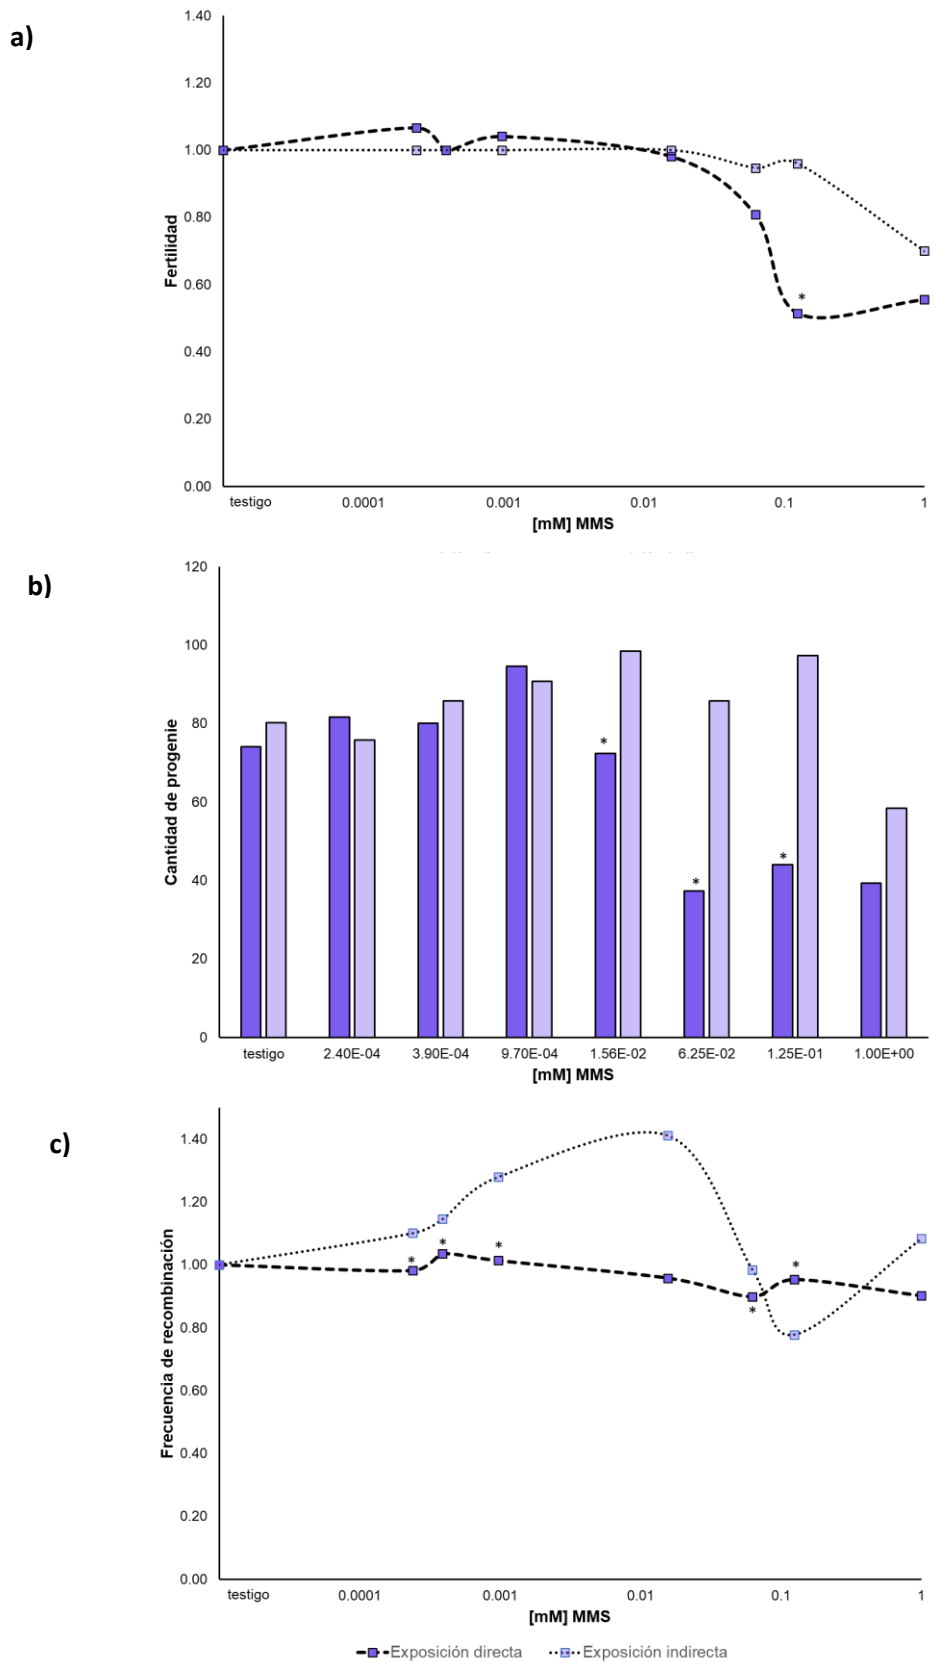 a)
1.40
1.20
1.00
0.80
0.60
0.40
0.20
0.00
Fertilidad
*
testigo 0.0001 0.001 0.01 0.1 1
[mM] MMS
b)
120
100
80
60
40
20
0
Cantidad de progenie
* * *
testigo 2.40E-04 3.90E-04 9.70E-04 1.56E-02 6.25E-02 1.25E-01 1.00E+00
[mM] MMS
c)
1.40
1.20
1.00
0.80
0.60
0.40
0.20
0.00
Frecuencia de recombinación
* * * * *
testigo 0.0001 0.001 0.01 0.1 1
[mM] MMS
Exposición directa Exposición indirecta